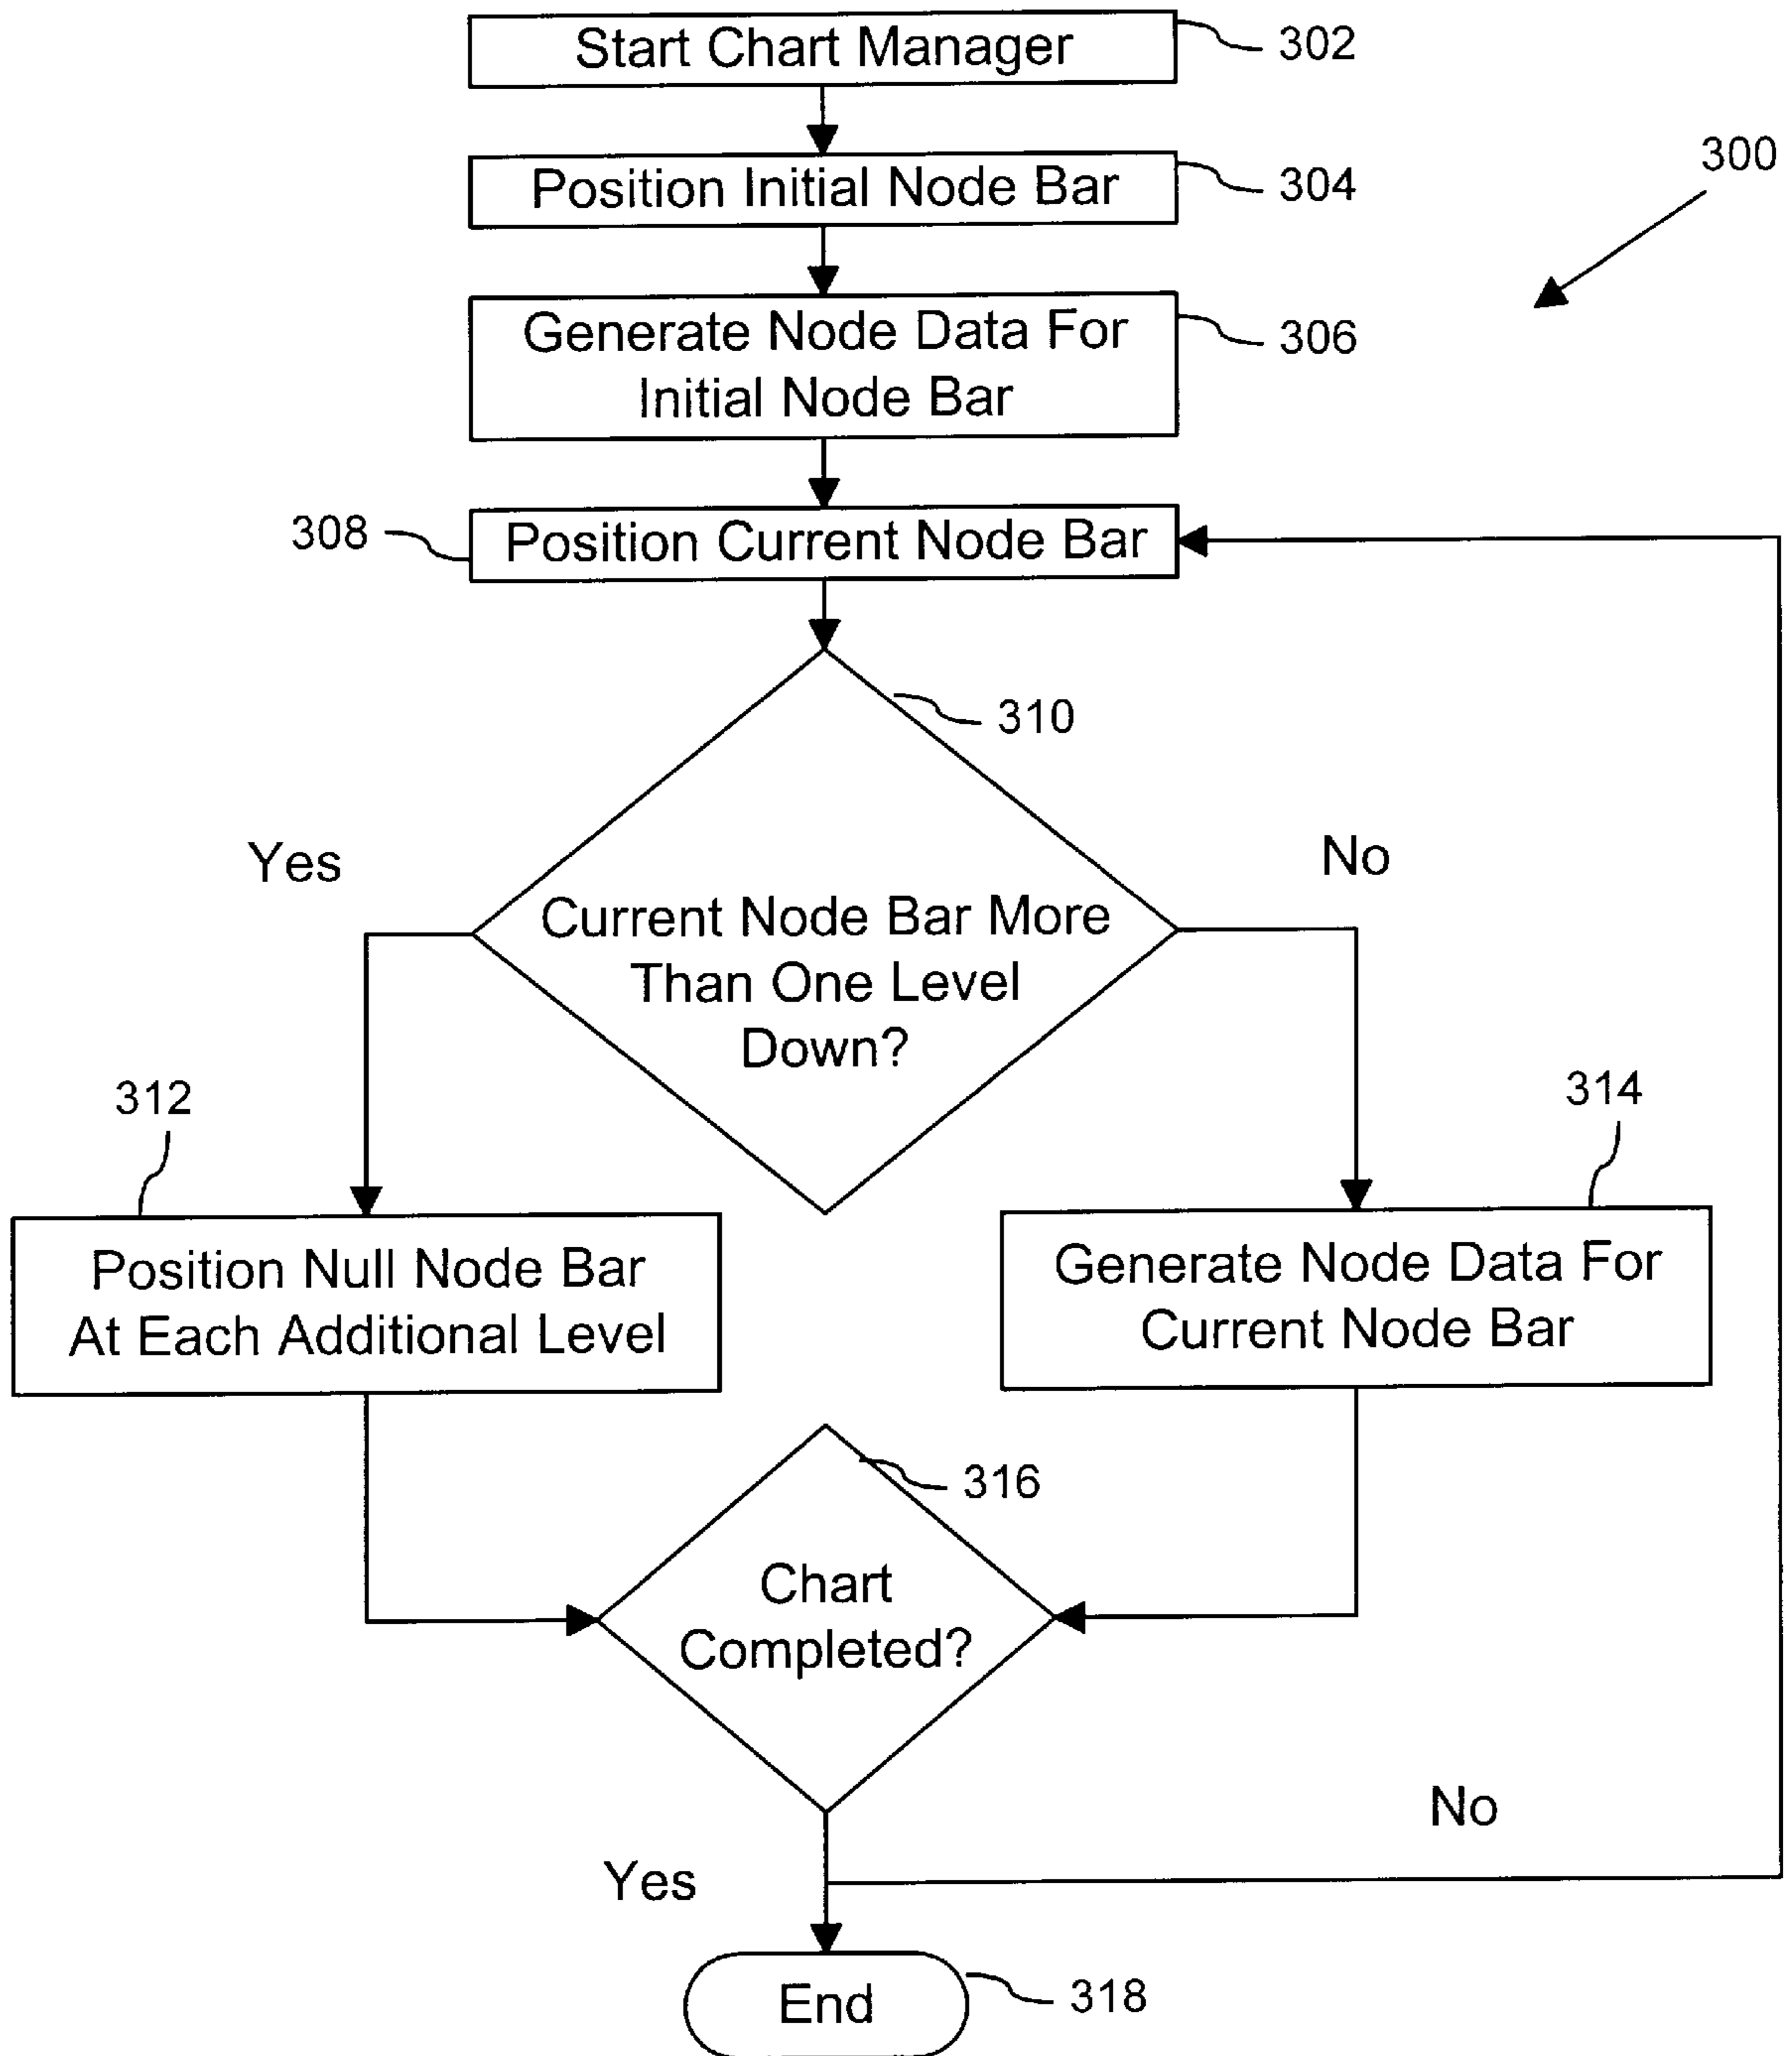 Start Chart Manager
302
Position Initial Node Bar
304
300
Generate Node Data For
Initial Node Bar
306
308
Position Current Node Bar
310
Yes
No
Current Node Bar More
Than One Level
Down?
312
314
Position Null Node Bar
At Each Additional Level
Generate Node Data For
Current Node Bar
316
Chart
Completed?
No
Yes
End
318